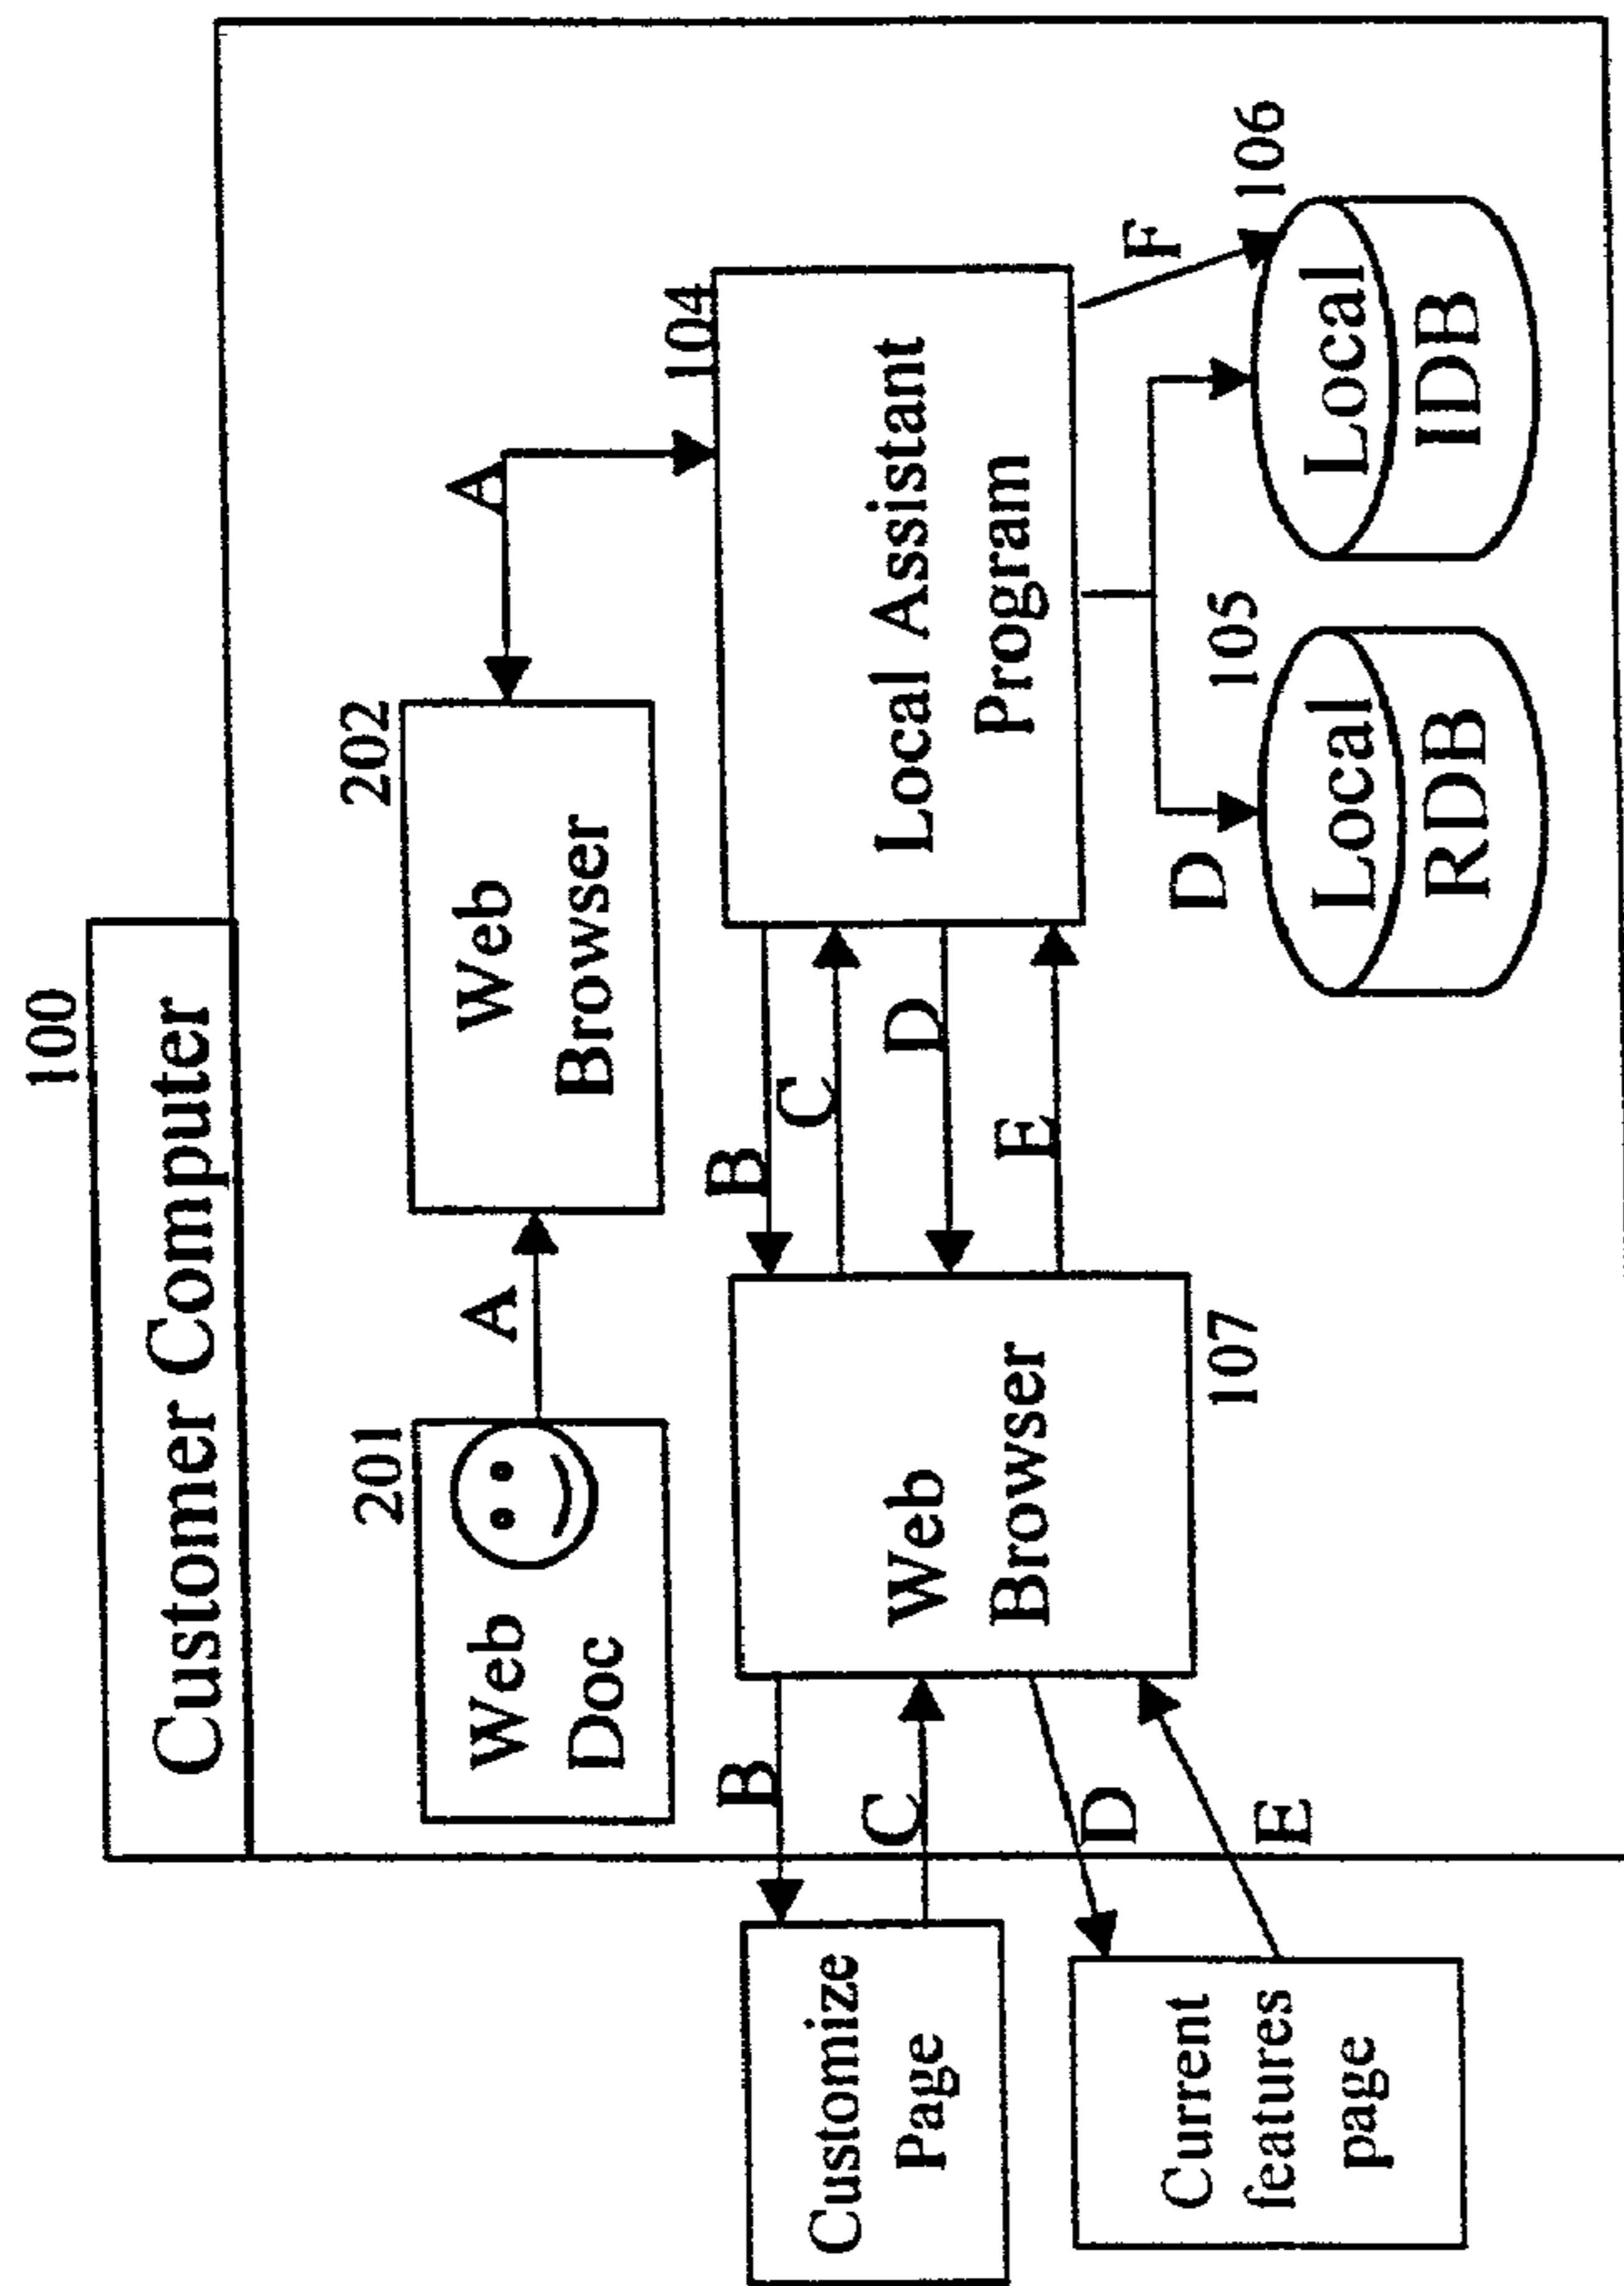 100
Customer Computer
201
Web
Doc
A
202
Web
Browser
A
104
Local Assistant
Program
B
C
D
E
Web
Browser
107
B
C
D
E
Customize
Page
Current
features
page
D
105
Local
RDB
F
106
Local
IDB